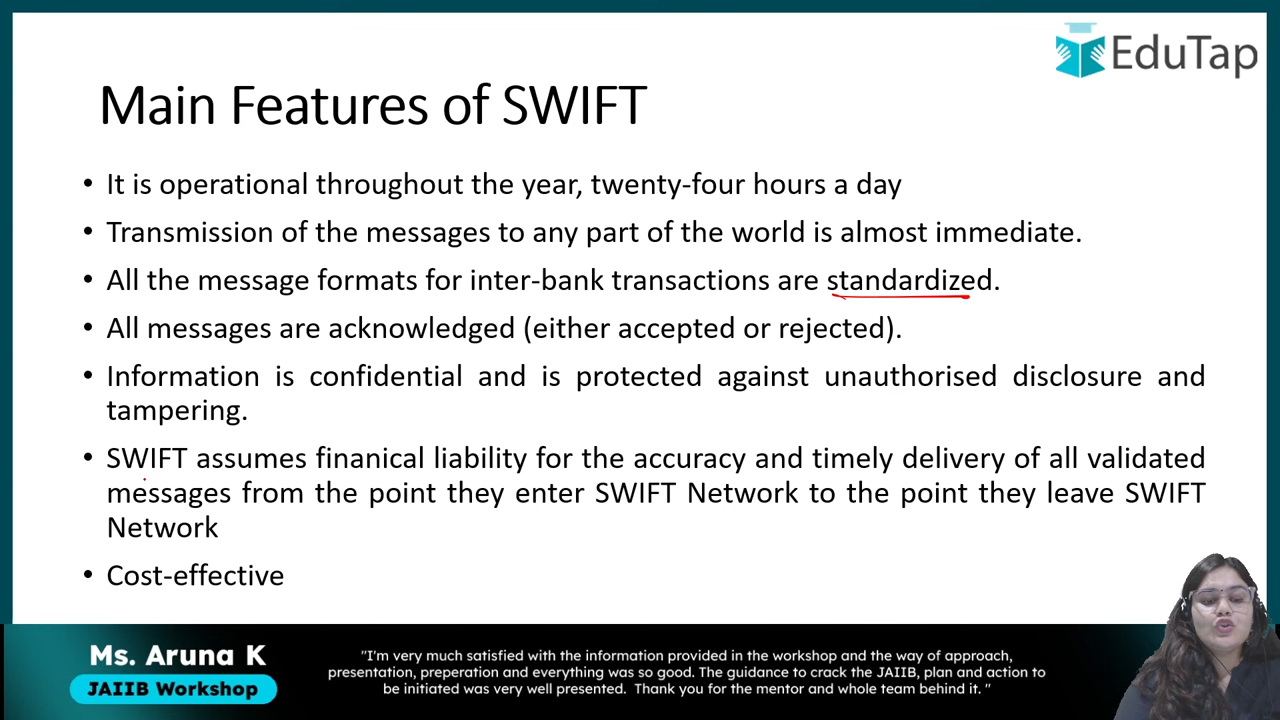 EduTap
Main Features of SWIFT
• It is operational throughout the year, twenty-four hours a day
• Transmission of the messages to any part of the world is almost immediate.
• All the message formats for inter-bank transactions are standardized.
• All messages are acknowledged (either accepted or rejected).
• Information is confidential and is protected against unauthorised disclosure and
tampering.
• SWIFT assumes finanical liability for the accuracy and timely delivery of all validated
messages from the point they enter SWIFT Network to the point they leave SWIFT
Network
• Cost-effective
Ms. Aruna K
JAIIB Workshop
"I'm very much satisfied with the information provided in the workshop and the way of approach,
presentation, preperation and everything was so good. The guidance to crack the JAIIB, plan and action to
be initiated was very well presented. Thank you for the mentor and whole team behind it. "